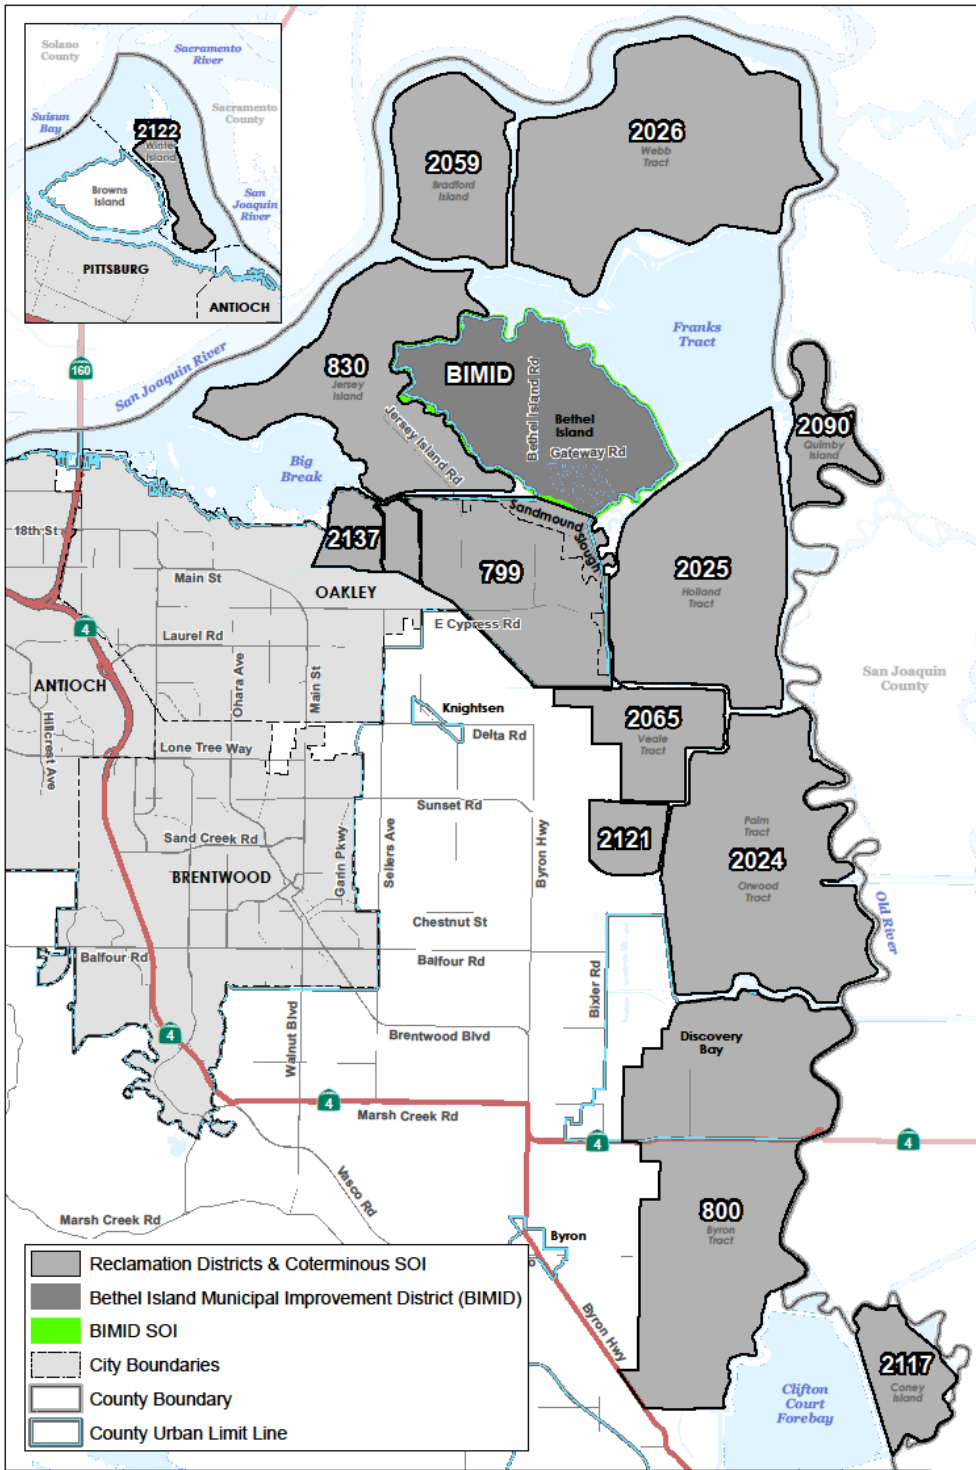 Solano
County
Sacramento
River
Sacramento
County
Suisun
Bay
2122
Winter
Island
Browns
Island
San
Joaquin
River
PITTSBURG
ANTIOCH
2026
Webb
Tract
2059
Bradford
Island
Franks
Tract
160
San Joaquin River
830
Jersey
Island
BIMID
Bethel Island Rd
Bethel
Island
Gateway Rd
Jersey Island Rd
2090
Quimby
Island
Big
Break
18th St
2137
Sandmound
Slough
799
2025
Holland
Tract
Main St
OAKLEY
E Cypress Rd
4
Laurel Rd
San Joaquin
County
ANTIOCH
Ohara Ave
Main St
Hillcrest Ave
Knightsen
Delta Rd
2065
Veale
Tract
Lone Tree Way
Sunset Rd
Sand Creek Rd
Garin Pkwy
Sellers Ave
Byron Hwy
2121
Palm
Tract
2024
Orwood
Tract
BRENTWOOD
Chestnut St
Old River
Balfour Rd
Balfour Rd
Bixler Rd
4
Walnut Blvd
Brentwood Blvd
Discovery
Bay
4
Marsh Creek Rd
4
4
Vasco Rd
Marsh Creek Rd
800
Byron
Tract
Byron
Byron Hwy
2117
Coney
Island
Clifton
Court
Forebay
Reclamation Districts & Coterminous SOI
Bethel Island Municipal Improvement District (BIMID)
BIMID SOI
City Boundaries
County Boundary
County Urban Limit Line